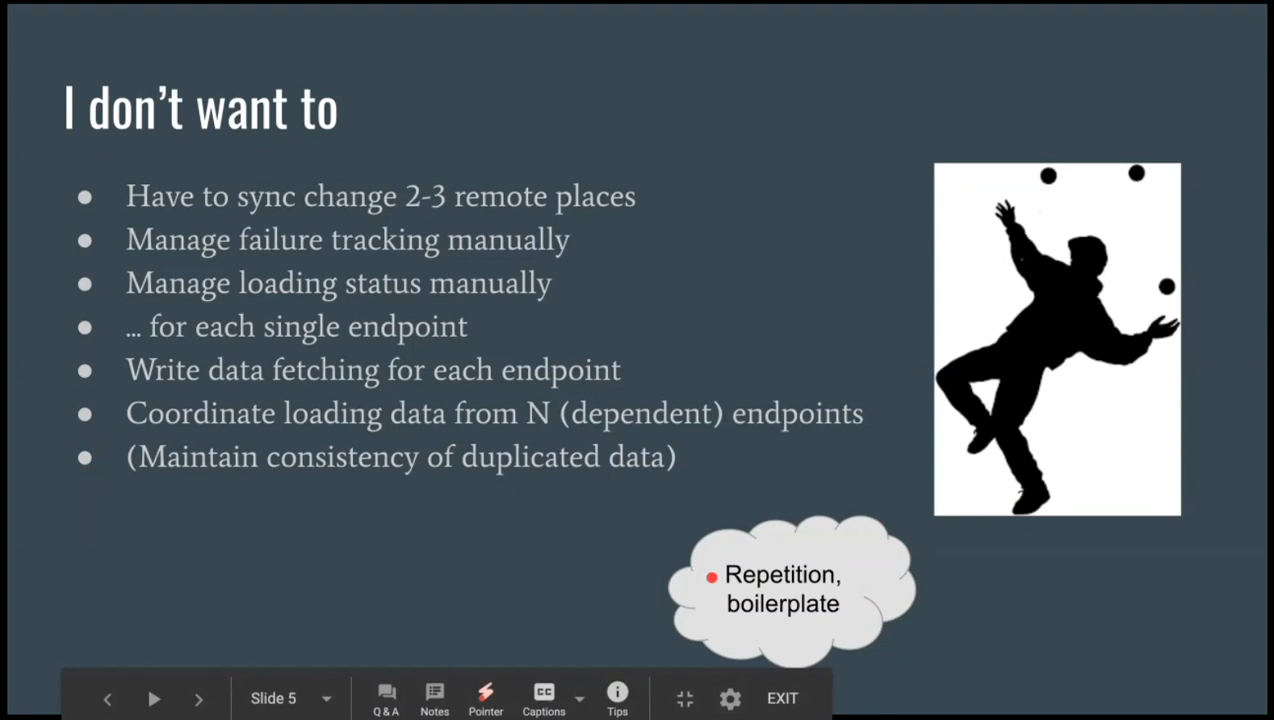 I don't want to
● Have to sync change 2-3 remote places
● Manage failure tracking manually
● Manage loading status manually
● … for each single endpoint
● Write data fetching for each endpoint
● Coordinate loading data from N (dependent) endpoints
● (Maintain consistency of duplicated data)
Repetition,
boilerplate
Slide 5
Q & A
Notes
Pointer
CC
Captions
Tips
EXIT